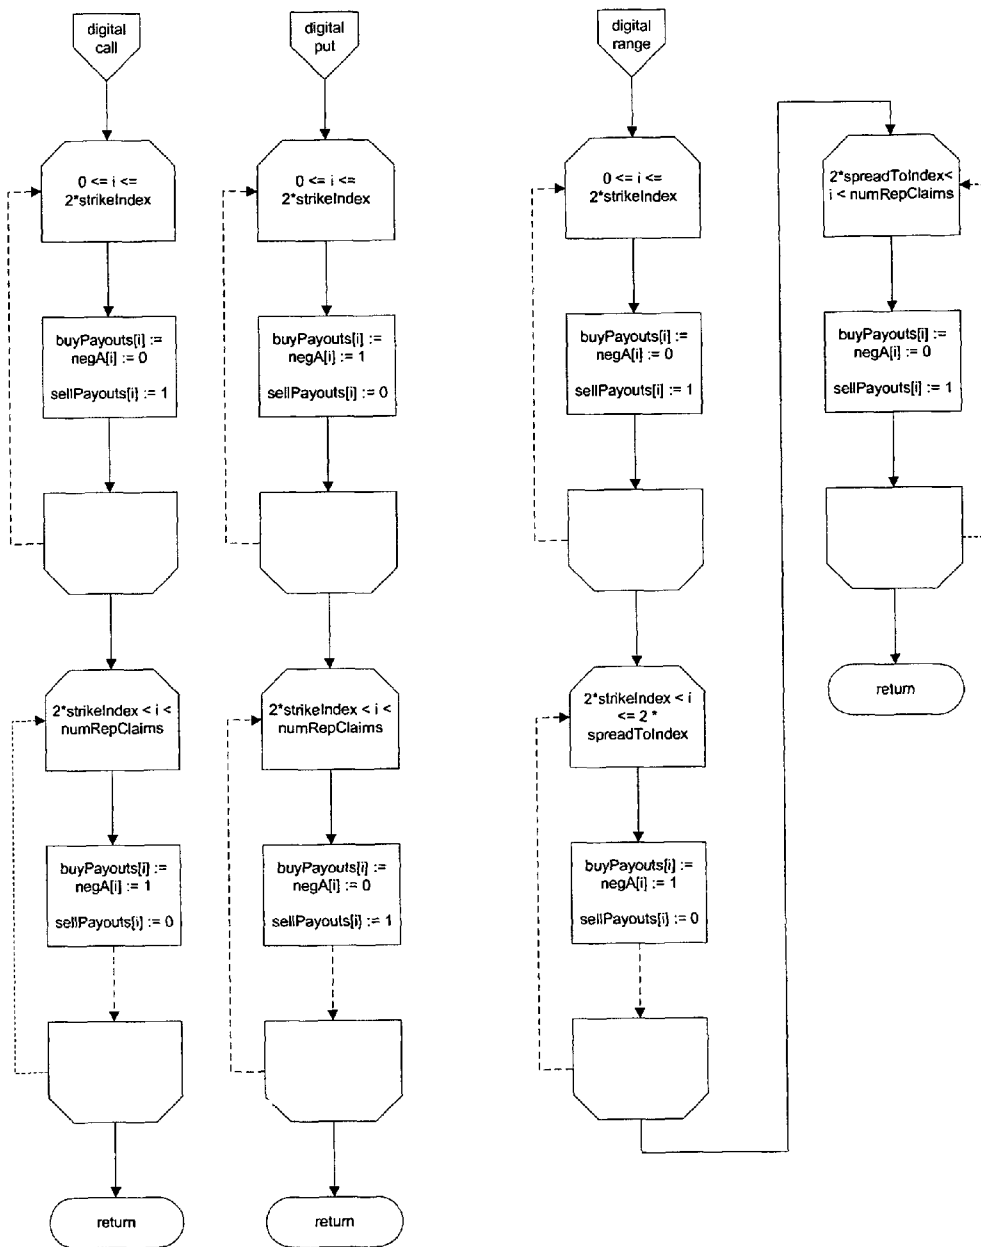 digital
call
0 <= i <=
2*strikeIndex
buyPayouts[i] :=
negA[i] := 0
sellPayouts[i] := 1
2*strikeIndex < i <
numRepClaims
buyPayouts[i] :=
negA[i] := 1
sellPayouts[i] := 0
return
digital
put
0 <= i <=
2*strikeIndex
buyPayouts[i] :=
negA[i] := 1
sellPayouts[i] := 0
2*strikeIndex < i <
numRepClaims
buyPayouts[i] :=
negA[i] := 0
sellPayouts[i] := 1
return
digital
range
0 <= i <=
2*strikeIndex
buyPayouts[i] :=
negA[i] := 0
sellPayouts[i] := 1
2*strikeIndex < i
<= 2 *
spreadToIndex
buyPayouts[i] :=
negA[i] := 1
sellPayouts[i] := 0
2*spreadToIndex<
i < numRepClaims
buyPayouts[i] :=
negA[i] := 0
sellPayouts[i] := 1
return